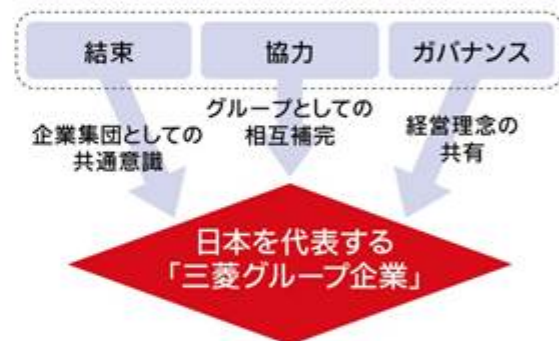 結束
協力
ガバナンス
企業集団としての
共通意識
グループとしての
相互補完
経営理念の
共有
日本を代表する
「三菱グループ企業」